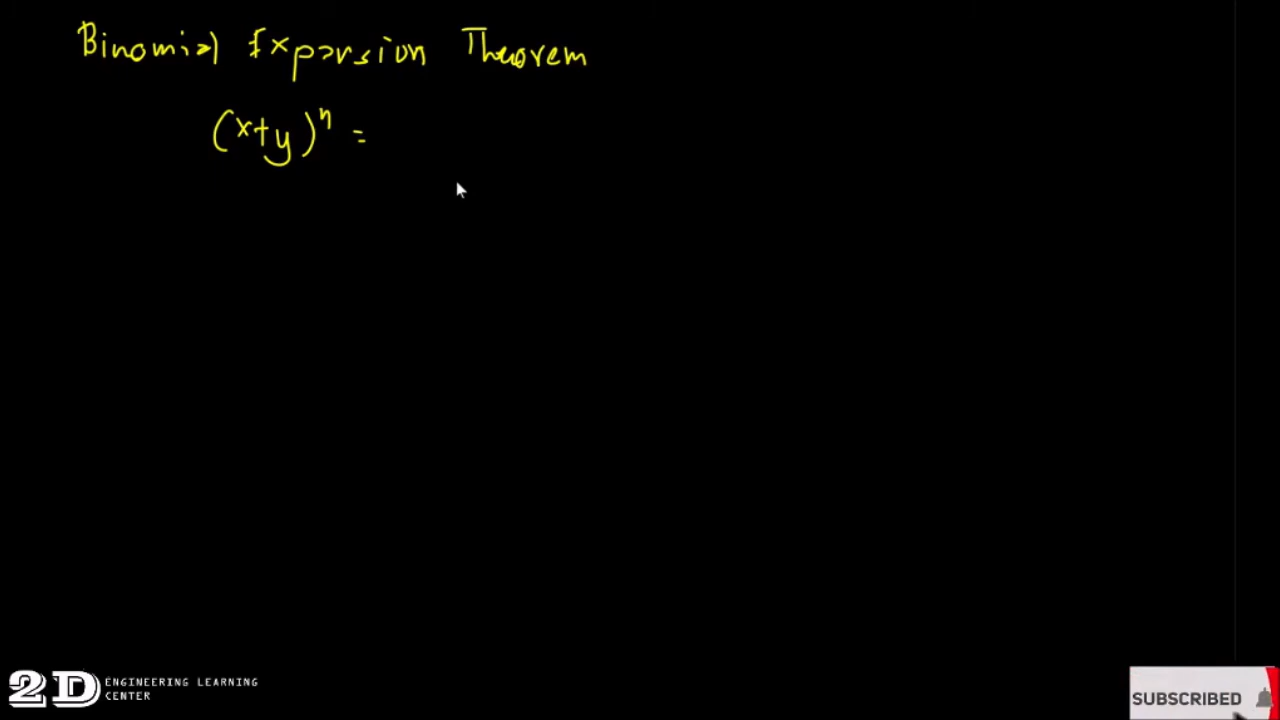 Binomial Expansion Theorem
(x+y)^n =
2D ENGINEERING LEARNING
CENTER
SUBSCRIBED